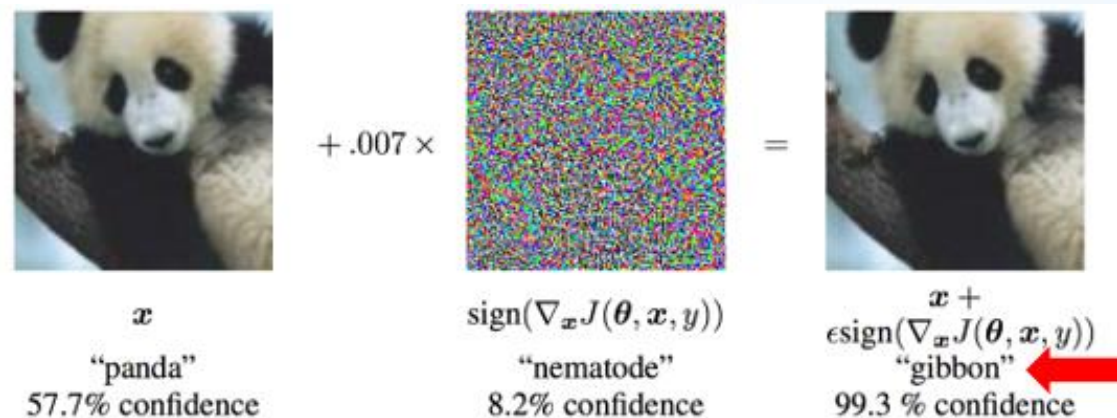 + .007 ×
=
x
“panda”
57.7% confidence
sign(∇ₓJ(θ, x, y))
“nematode”
8.2% confidence
x +
ϵsign(∇ₓJ(θ, x, y))
“gibbon”
99.3 % confidence